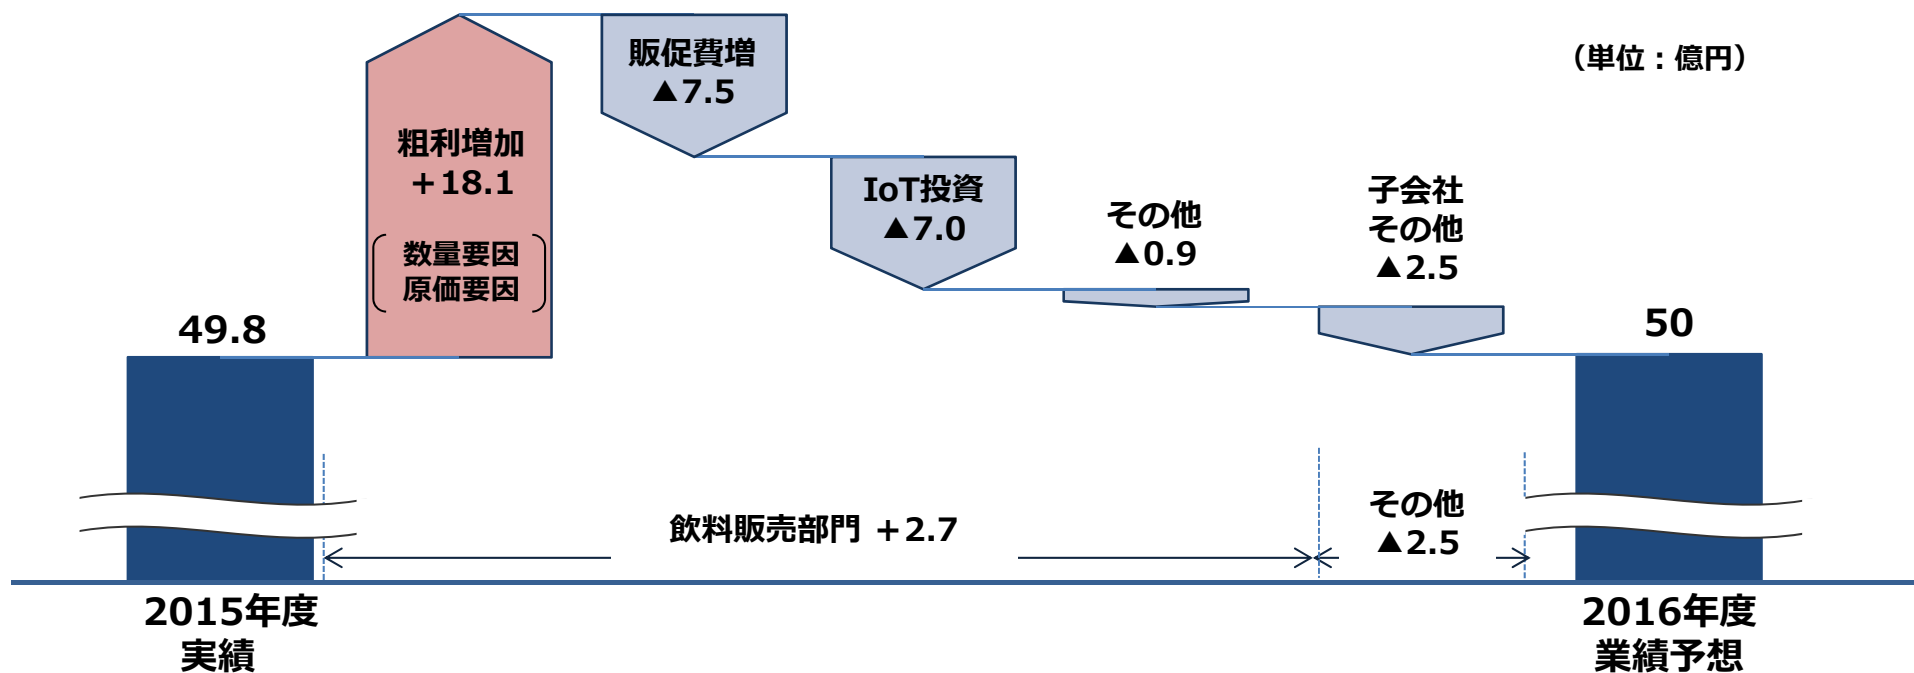 (単位:億円)
販促費増
▲7.5
粗利増加
+18.1
数量要因
原価要因
IoT投資
▲7.0
その他
▲0.9
子会社
その他
▲2.5
49.8
50
飲料販売部門 +2.7
その他
▲2.5
2015年度
実績
2016年度
業績予想